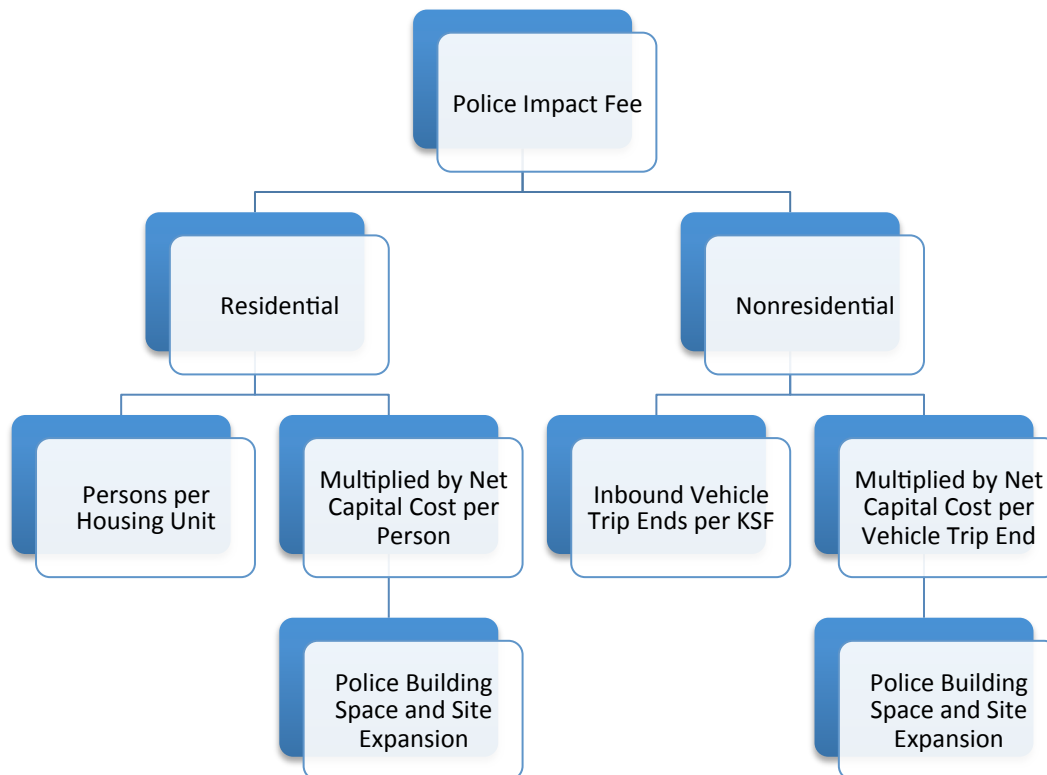 Police Impact Fee
Residential
Nonresidential
Persons per
Housing Unit
Multiplied by Net
Capital Cost per
Person
Inbound Vehicle
Trip Ends per KSF
Multiplied by Net
Capital Cost per
Vehicle Trip End
Police Building
Space and Site
Expansion
Police Building
Space and Site
Expansion